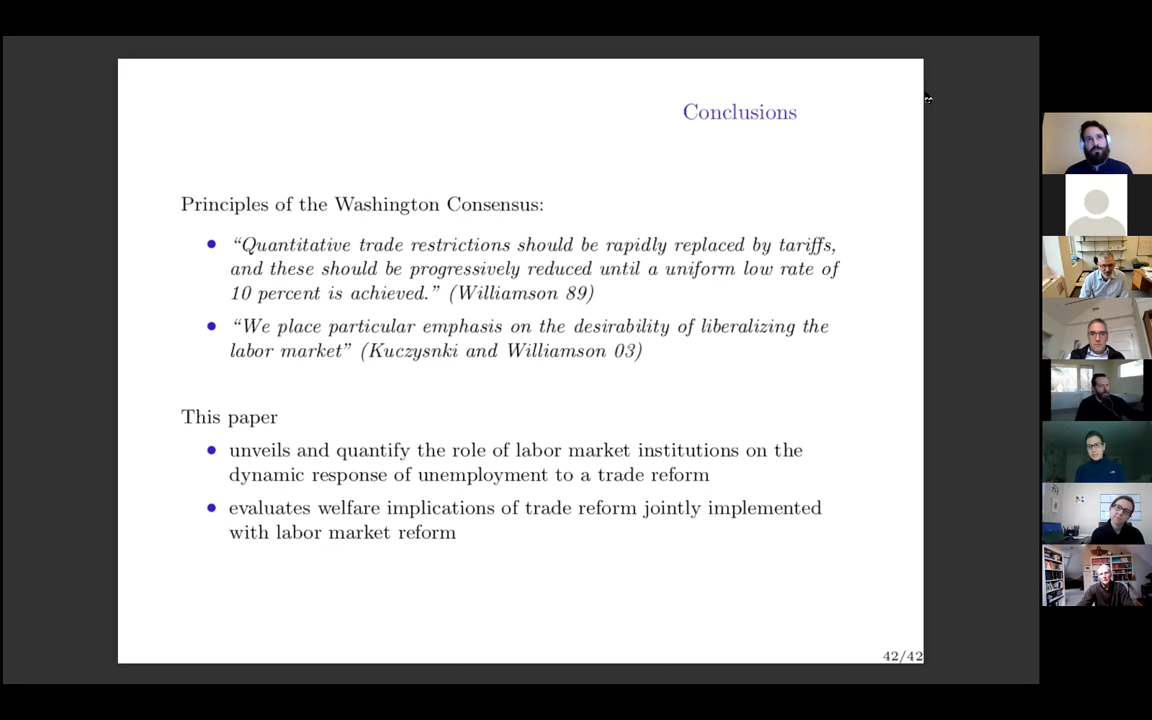 Conclusions
Principles of the Washington Consensus:
“Quantitative trade restrictions should be rapidly replaced by tariffs,
and these should be progressively reduced until a uniform low rate of
10 percent is achieved.” (Williamson 89)
“We place particular emphasis on the desirability of liberalizing the
labor market” (Kuczysnki and Williamson 03)
This paper
unveils and quantify the role of labor market institutions on the
dynamic response of unemployment to a trade reform
evaluates welfare implications of trade reform jointly implemented
with labor market reform
42/42